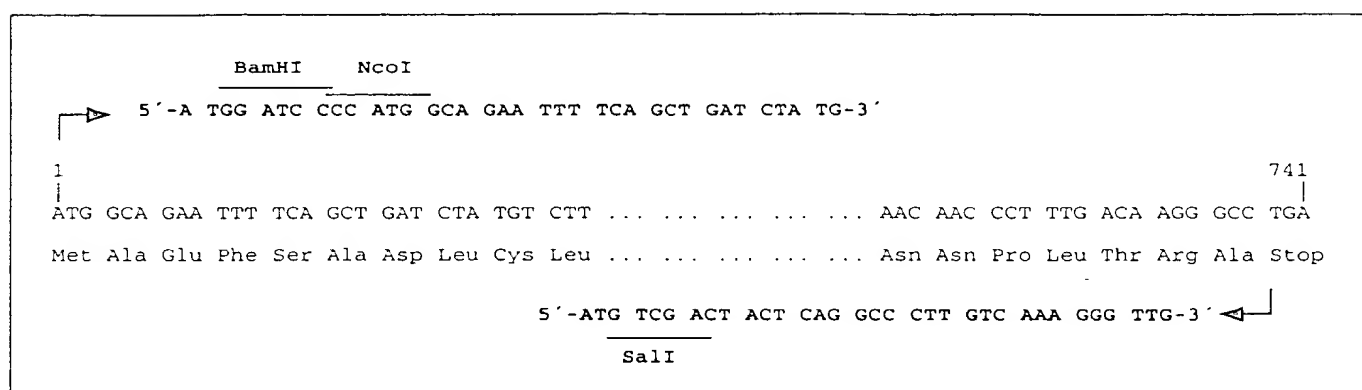 BamHI NcoI
5´-A TGG ATC CCC ATG GCA GAA TTT TCA GCT GAT CTA TG-3´
1 741
ATG GCA GAA TTT TCA GCT GAT CTA TGT CTT ... ... ... ... ... AAC AAC CCT TTG ACA AGG GCC TGA
Met Ala Glu Phe Ser Ala Asp Leu Cys Leu ... ... ... ... ... Asn Asn Pro Leu Thr Arg Ala Stop
5´-ATG TCG ACT ACT CAG GCC CTT GTC AAA GGG TTG-3´
SalI